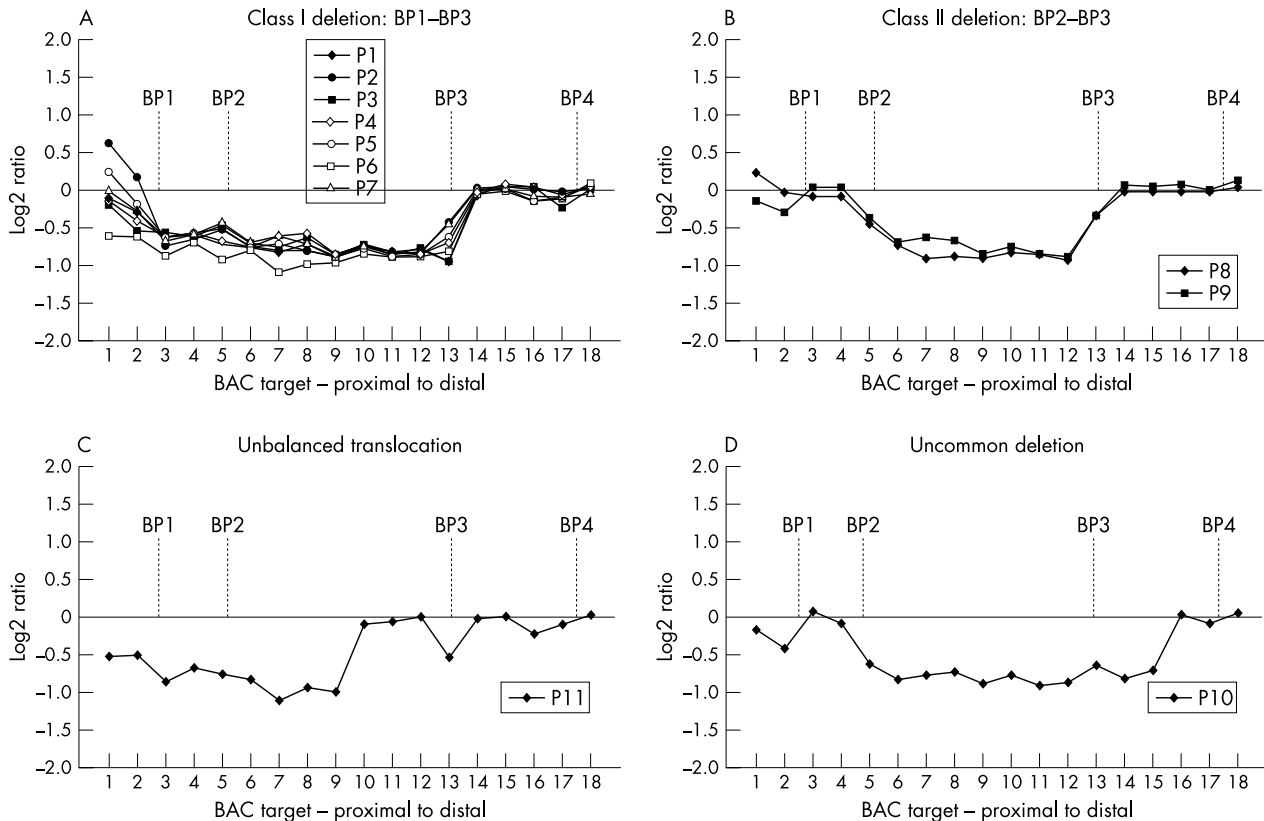 A Class I deletion: BP1–BP3
2.0
1.5
1.0
0.5
0
–0.5
–1.0
–1.5
–2.0
Log2 ratio
BP1 BP2 BP3 BP4
P1
P2
P3
P4
P5
P6
P7
1 2 3 4 5 6 7 8 9 10 11 12 13 14 15 16 17 18
BAC target – proximal to distal
B Class II deletion: BP2–BP3
2.0
1.5
1.0
0.5
0
–0.5
–1.0
–1.5
–2.0
Log2 ratio
BP1 BP2 BP3 BP4
P8
P9
1 2 3 4 5 6 7 8 9 10 11 12 13 14 15 16 17 18
BAC target – proximal to distal
C Unbalanced translocation
2.0
1.5
1.0
0.5
0
–0.5
–1.0
–1.5
–2.0
Log2 ratio
BP1 BP2 BP3 BP4
P11
1 2 3 4 5 6 7 8 9 10 11 12 13 14 15 16 17 18
BAC target – proximal to distal
D Uncommon deletion
2.0
1.5
1.0
0.5
0
–0.5
–1.0
–1.5
–2.0
Log2 ratio
BP1 BP2 BP3 BP4
P10
1 2 3 4 5 6 7 8 9 10 11 12 13 14 15 16 17 18
BAC target – proximal to distal